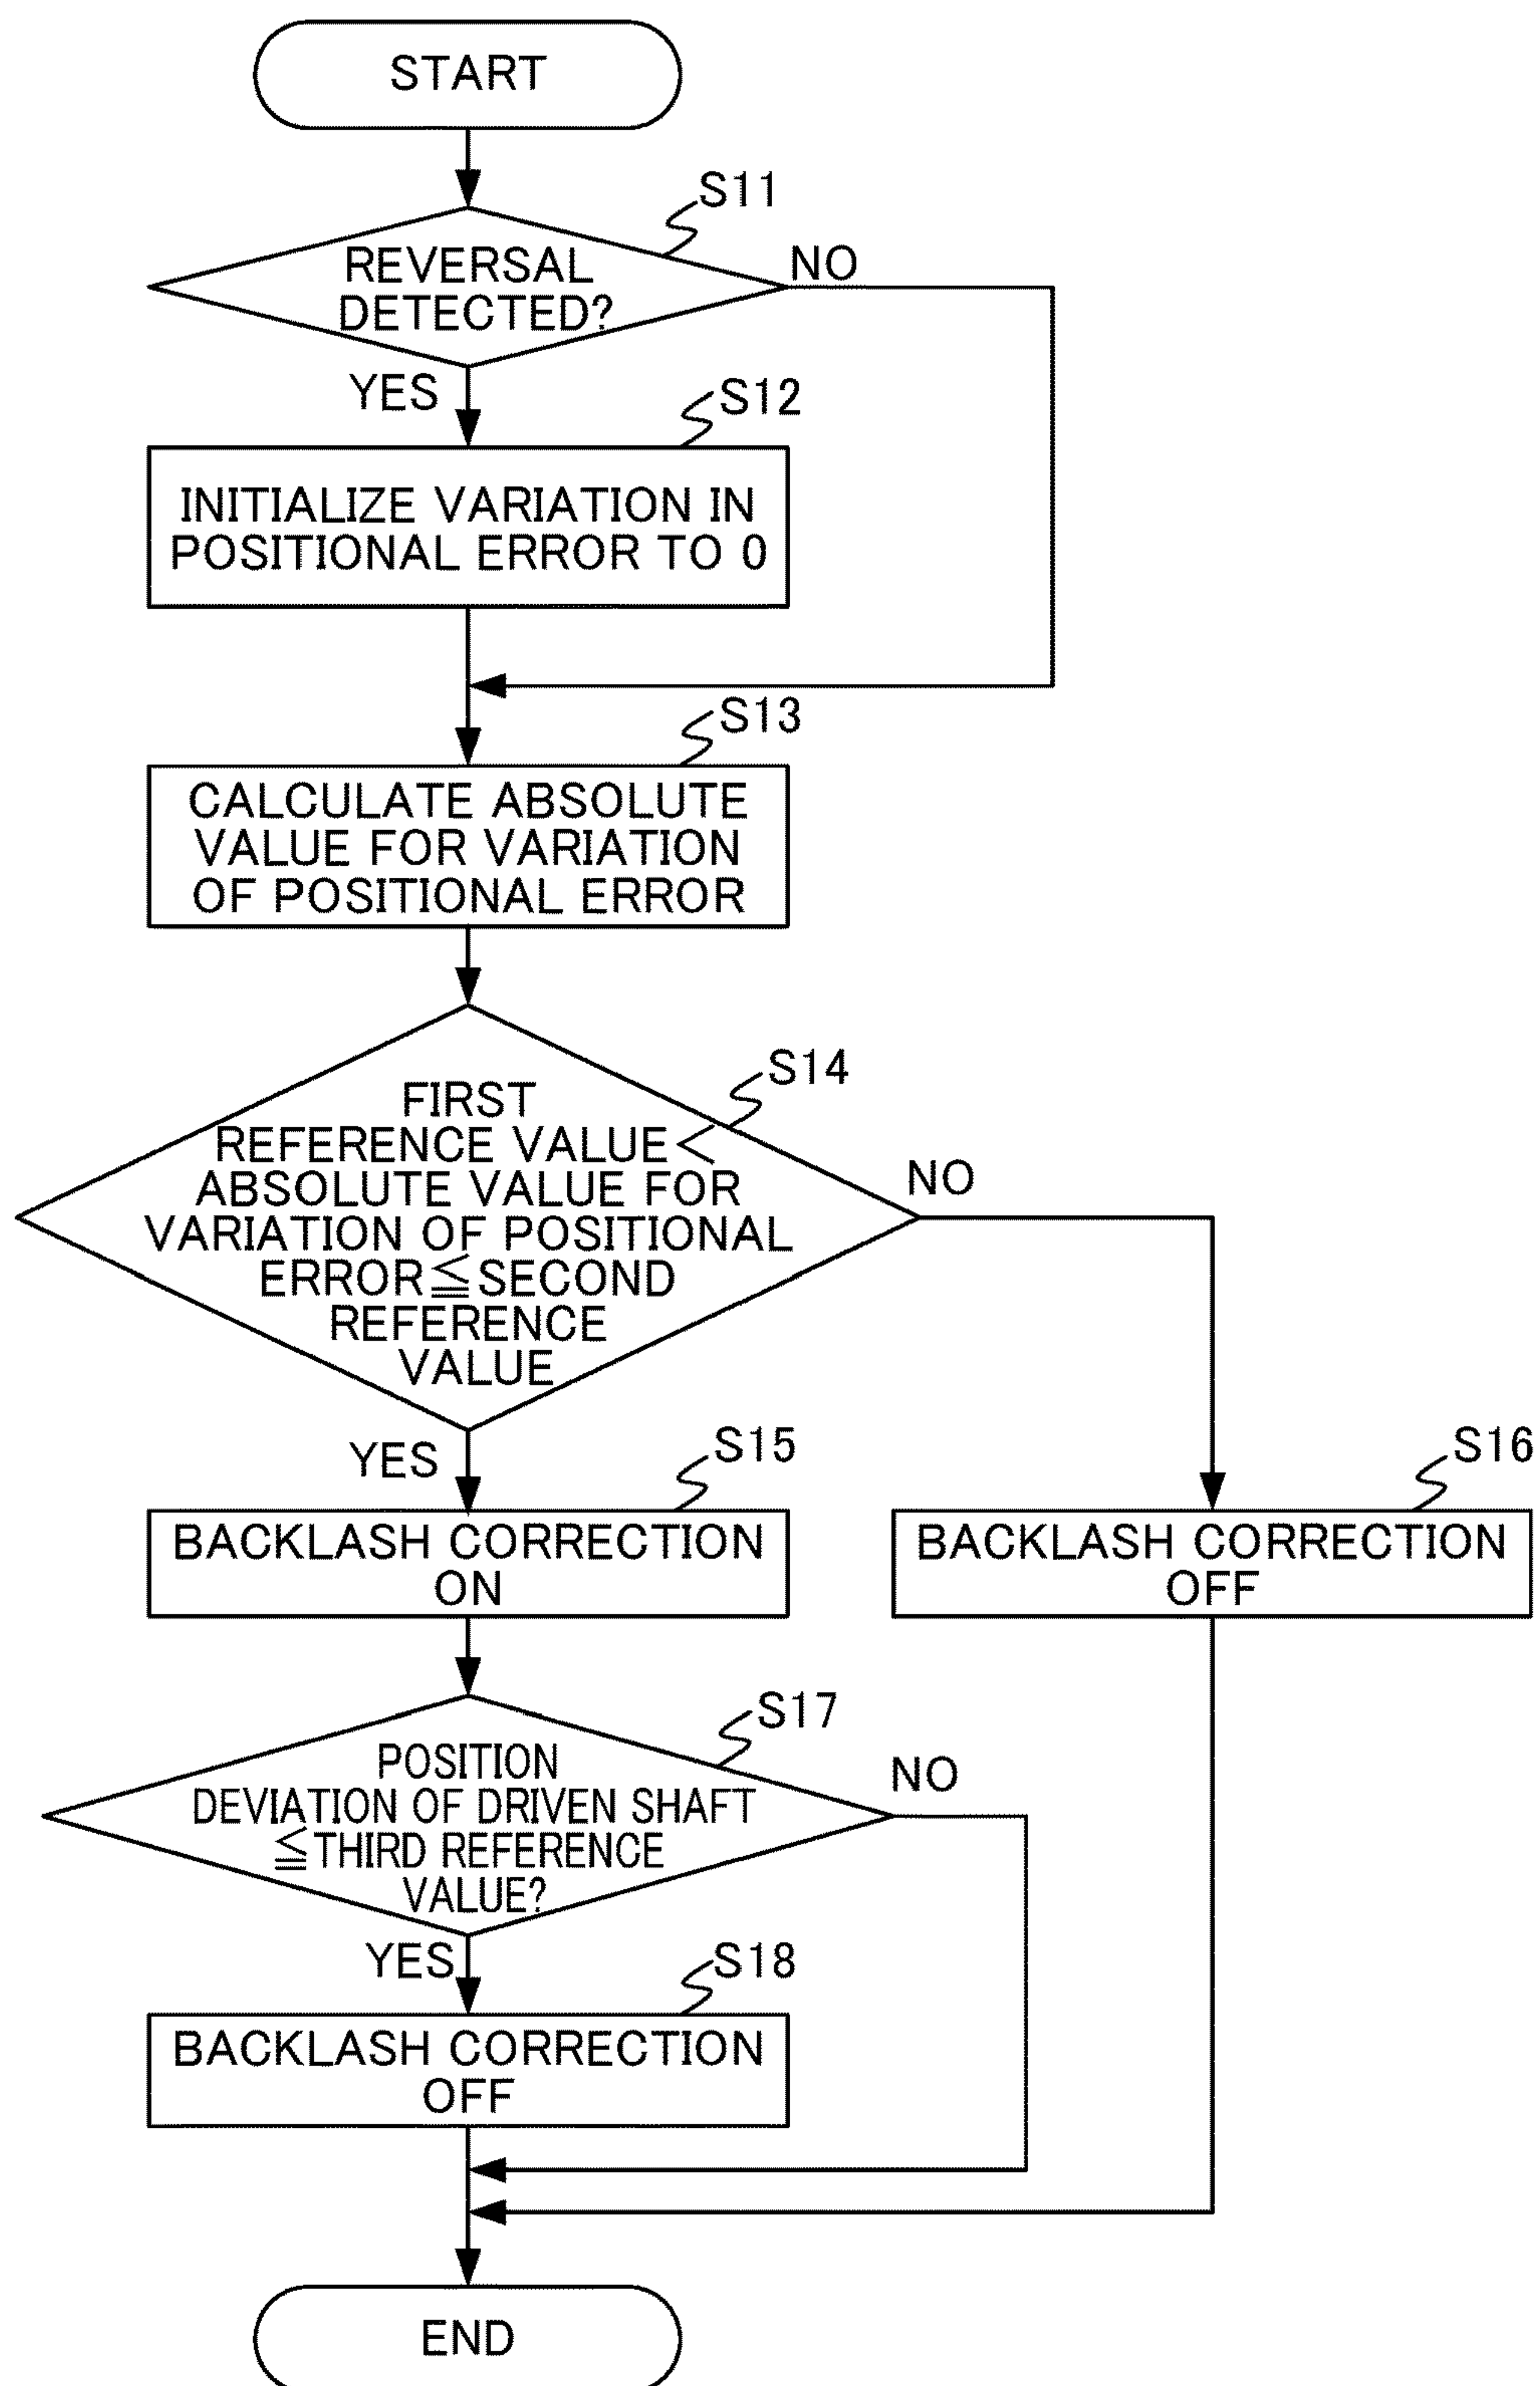 START
S11
REVERSAL
DETECTED?
NO
YES
S12
INITIALIZE VARIATION IN
POSITIONAL ERROR TO 0
S13
CALCULATE ABSOLUTE
VALUE FOR VARIATION
OF POSITIONAL ERROR
S14
FIRST
REFERENCE VALUE<
ABSOLUTE VALUE FOR
VARIATION OF POSITIONAL
ERROR≦SECOND
REFERENCE
VALUE
NO
YES
S15
BACKLASH CORRECTION
ON
S16
BACKLASH CORRECTION
OFF
S17
POSITION
DEVIATION OF DRIVEN SHAFT
≦THIRD REFERENCE
VALUE?
NO
YES
S18
BACKLASH CORRECTION
OFF
END